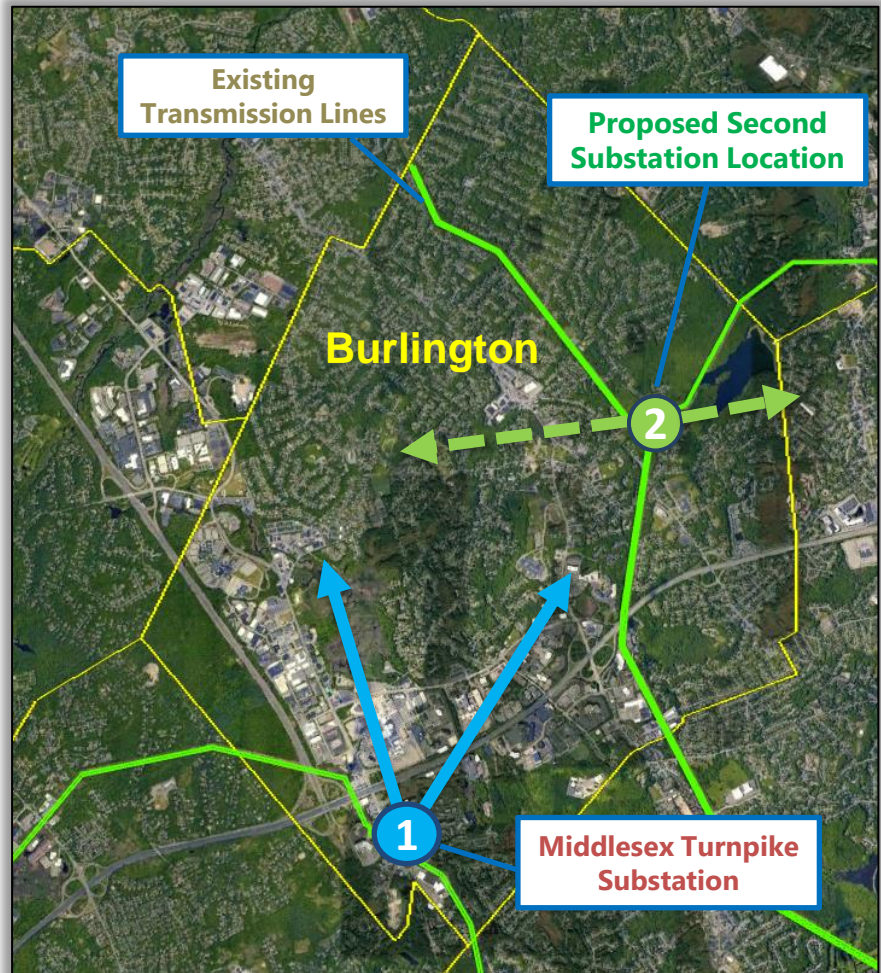 Existing
Transmission Lines
Proposed Second
Substation Location
Burlington
2
1
Middlesex Turnpike
Substation